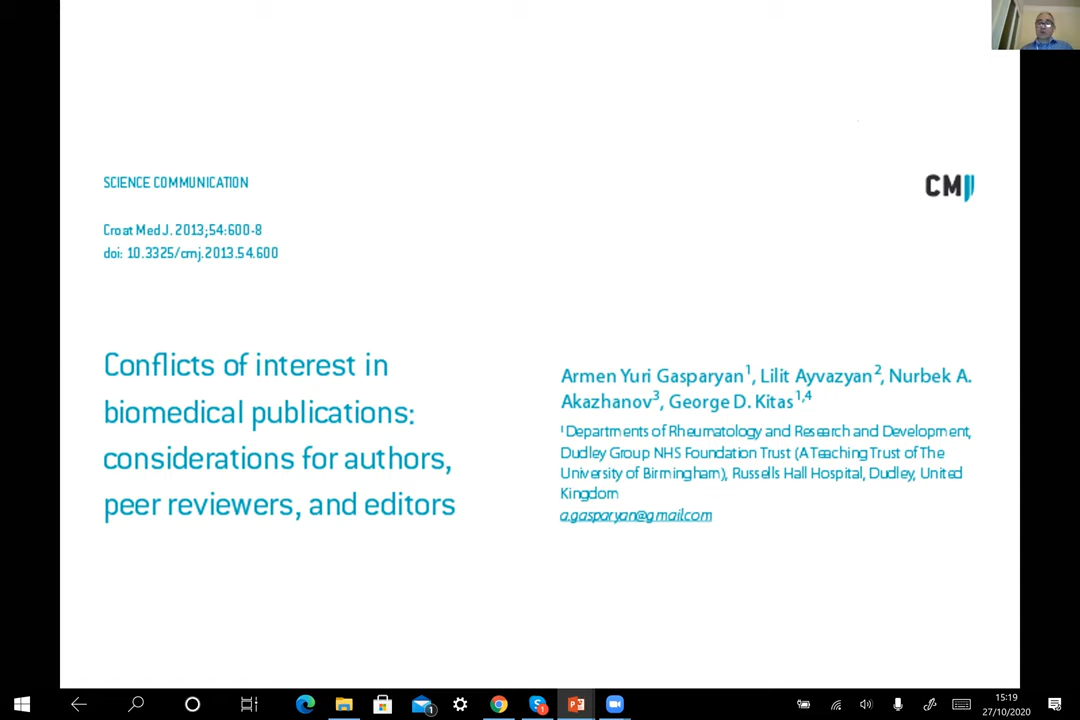 SCIENCE COMMUNICATION
CMJ
Croat Med J. 2013;54:600-8
doi: 10.3325/cmj.2013.54.600
Conflicts of interest in
biomedical publications:
considerations for authors,
peer reviewers, and editors
Armen Yuri Gasparyan1, Lilit Ayvazyan2, Nurbek A.
Akazhanov3, George D. Kitas1,4
1 Departments of Rheumatology and Research and Development,
Dudley Group NHS Foundation Trust (A Teaching Trust of The
University of Birmingham), Russells Hall Hospital, Dudley, United
Kingdom
a.gasparyan@gmail.com
15:19
27/10/2020